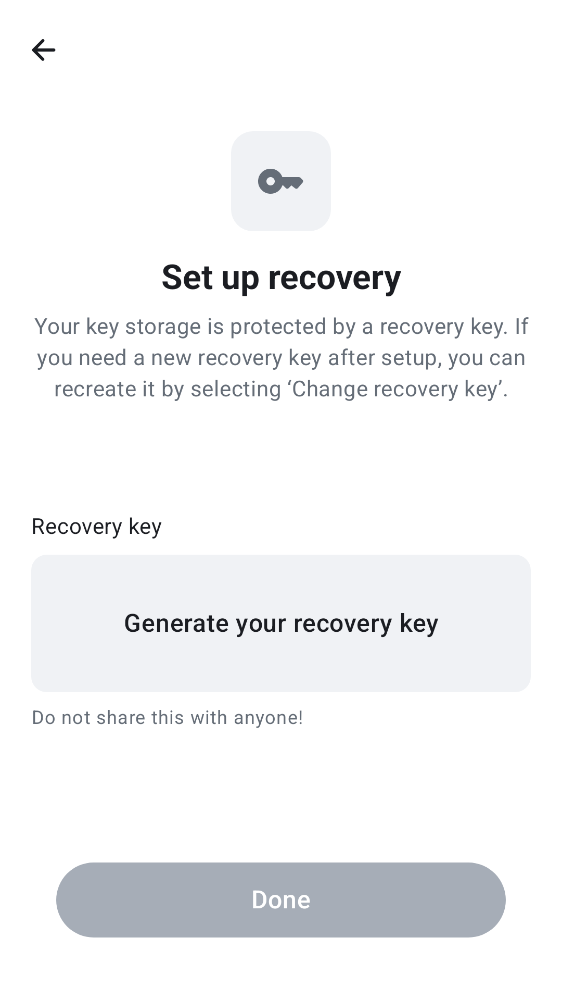 Set up recovery
Your key storage is protected by a recovery key. If
you need a new recovery key after setup, you can
recreate it by selecting ‘Change recovery key’.
Recovery key
Generate your recovery key
Do not share this with anyone!
Done